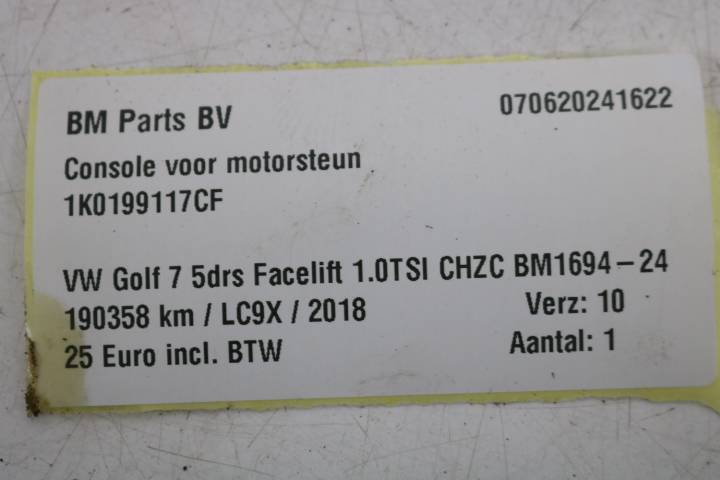 BM Parts BV 070620241622
Console voor motorsteun
1K0199117CF
VW Golf 7 5drs Facelift 1.0TSI CHZC BM1694-24
190358 km / LC9X / 2018 Verz: 10
25 Euro incl. BTW Aantal: 1